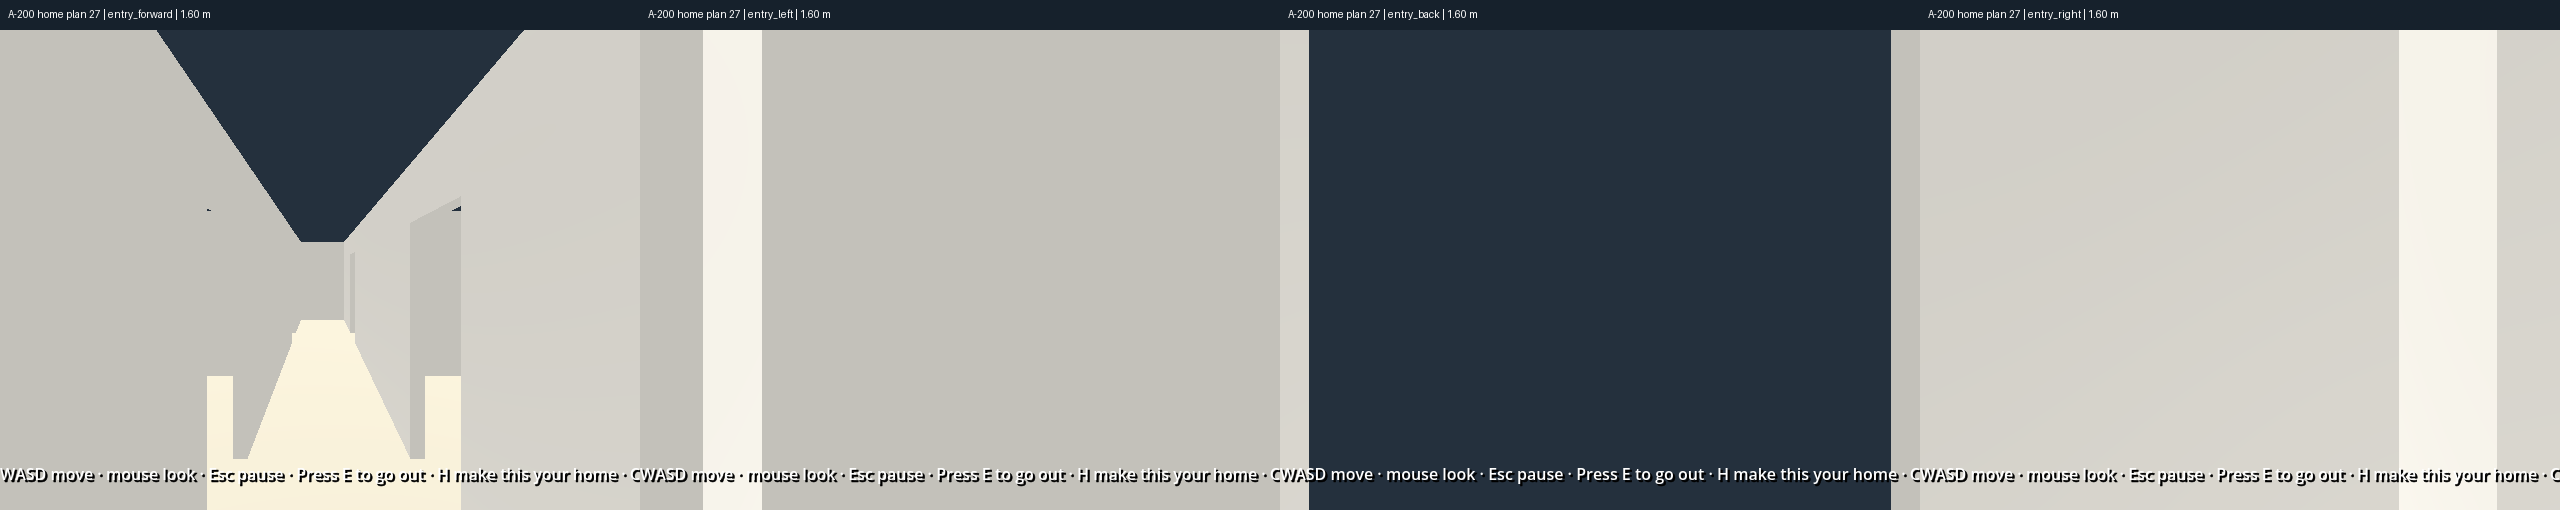 A-200 home plan 27 | entry_forward | 1.60 m
A-200 home plan 27 | entry_left | 1.60 m
A-200 home plan 27 | entry_back | 1.60 m
A-200 home plan 27 | entry_right | 1.60 m
WASD move · mouse look · Esc pause · Press E to go out · H make this your home · C
WASD move · mouse look · Esc pause · Press E to go out · H make this your home · C
WASD move · mouse look · Esc pause · Press E to go out · H make this your home · C
WASD move · mouse look · Esc pause · Press E to go out · H make this your home · C